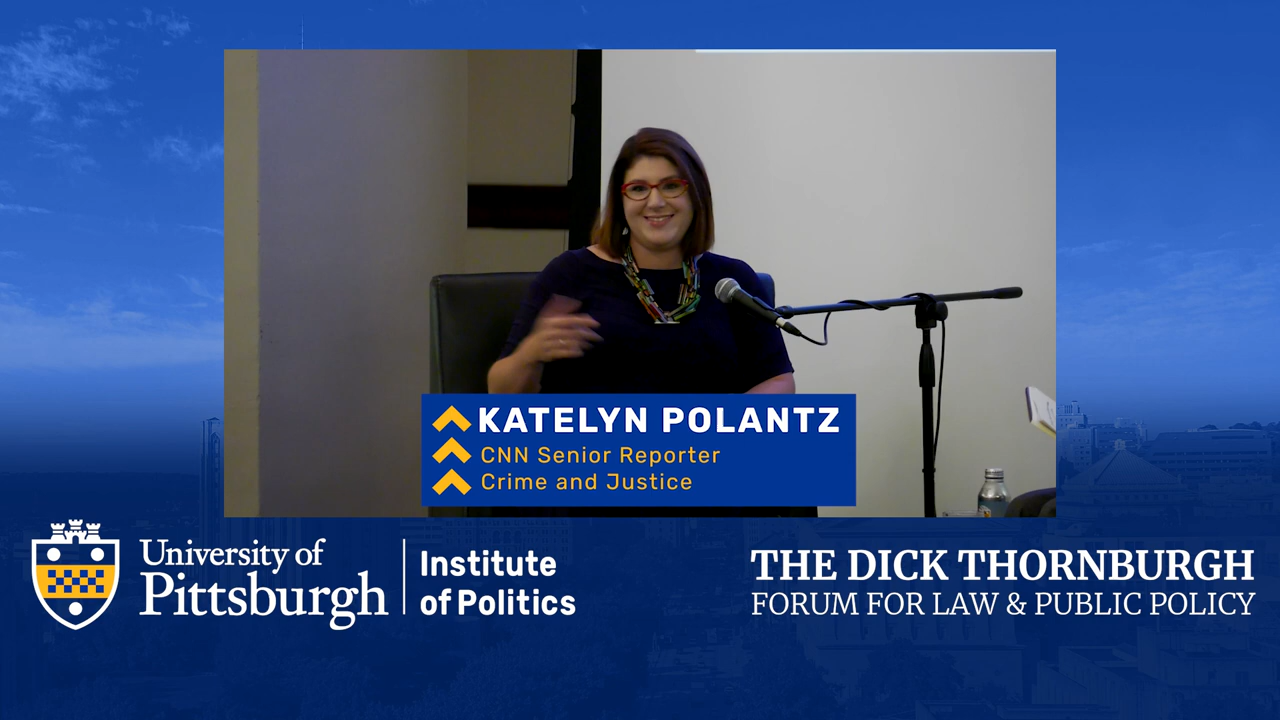 KATELYN POLANTZ
CNN Senior Reporter
Crime and Justice
University of
Pittsburgh
Institute
of Politics
THE DICK THORNBURGH
FORUM FOR LAW & PUBLIC POLICY